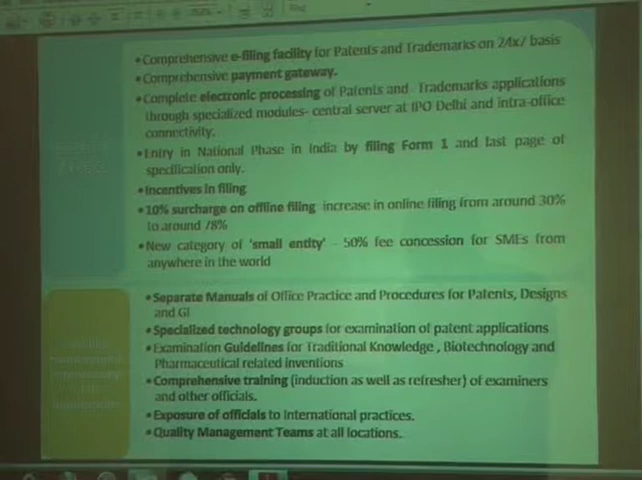 •Comprehensive e-filing facility for Patents and Trademarks on 24x7 basis
•Comprehensive payment gateway.
•Complete electronic processing of Patents and Trademarks applications
through specialized modules- central server at IPO Delhi and intra-office
connectivity.
•Entry in National Phase in India by filing Form 1 and last page of
specification only.
•Incentives in filing
•10% surcharge on offline filing increase in online filing from around 30%
to around 78%
•New category of 'small entity' - 50% fee concession for SMEs from
anywhere in the world
•Separate Manuals of Office Practice and Procedures for Patents, Designs
and GI
•Specialized technology groups for examination of patent applications
•Examination Guidelines for Traditional Knowledge , Biotechnology and
Pharmaceutical related inventions
•Comprehensive training (induction as well as refresher) of examiners
and other officials.
•Exposure of officials to International practices.
•Quality Management Teams at all locations.